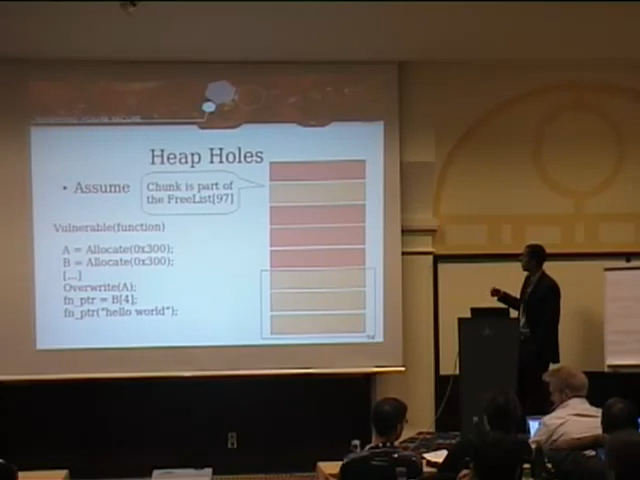 Heap Holes
• Assume
Chunk is part of
the FreeList[97]
Vulnerable(function)
A = Allocate(0x300);
B = Allocate(0x300);
[...]
Overwrite(A);
fn_ptr = B[4];
fn_ptr("hello world");